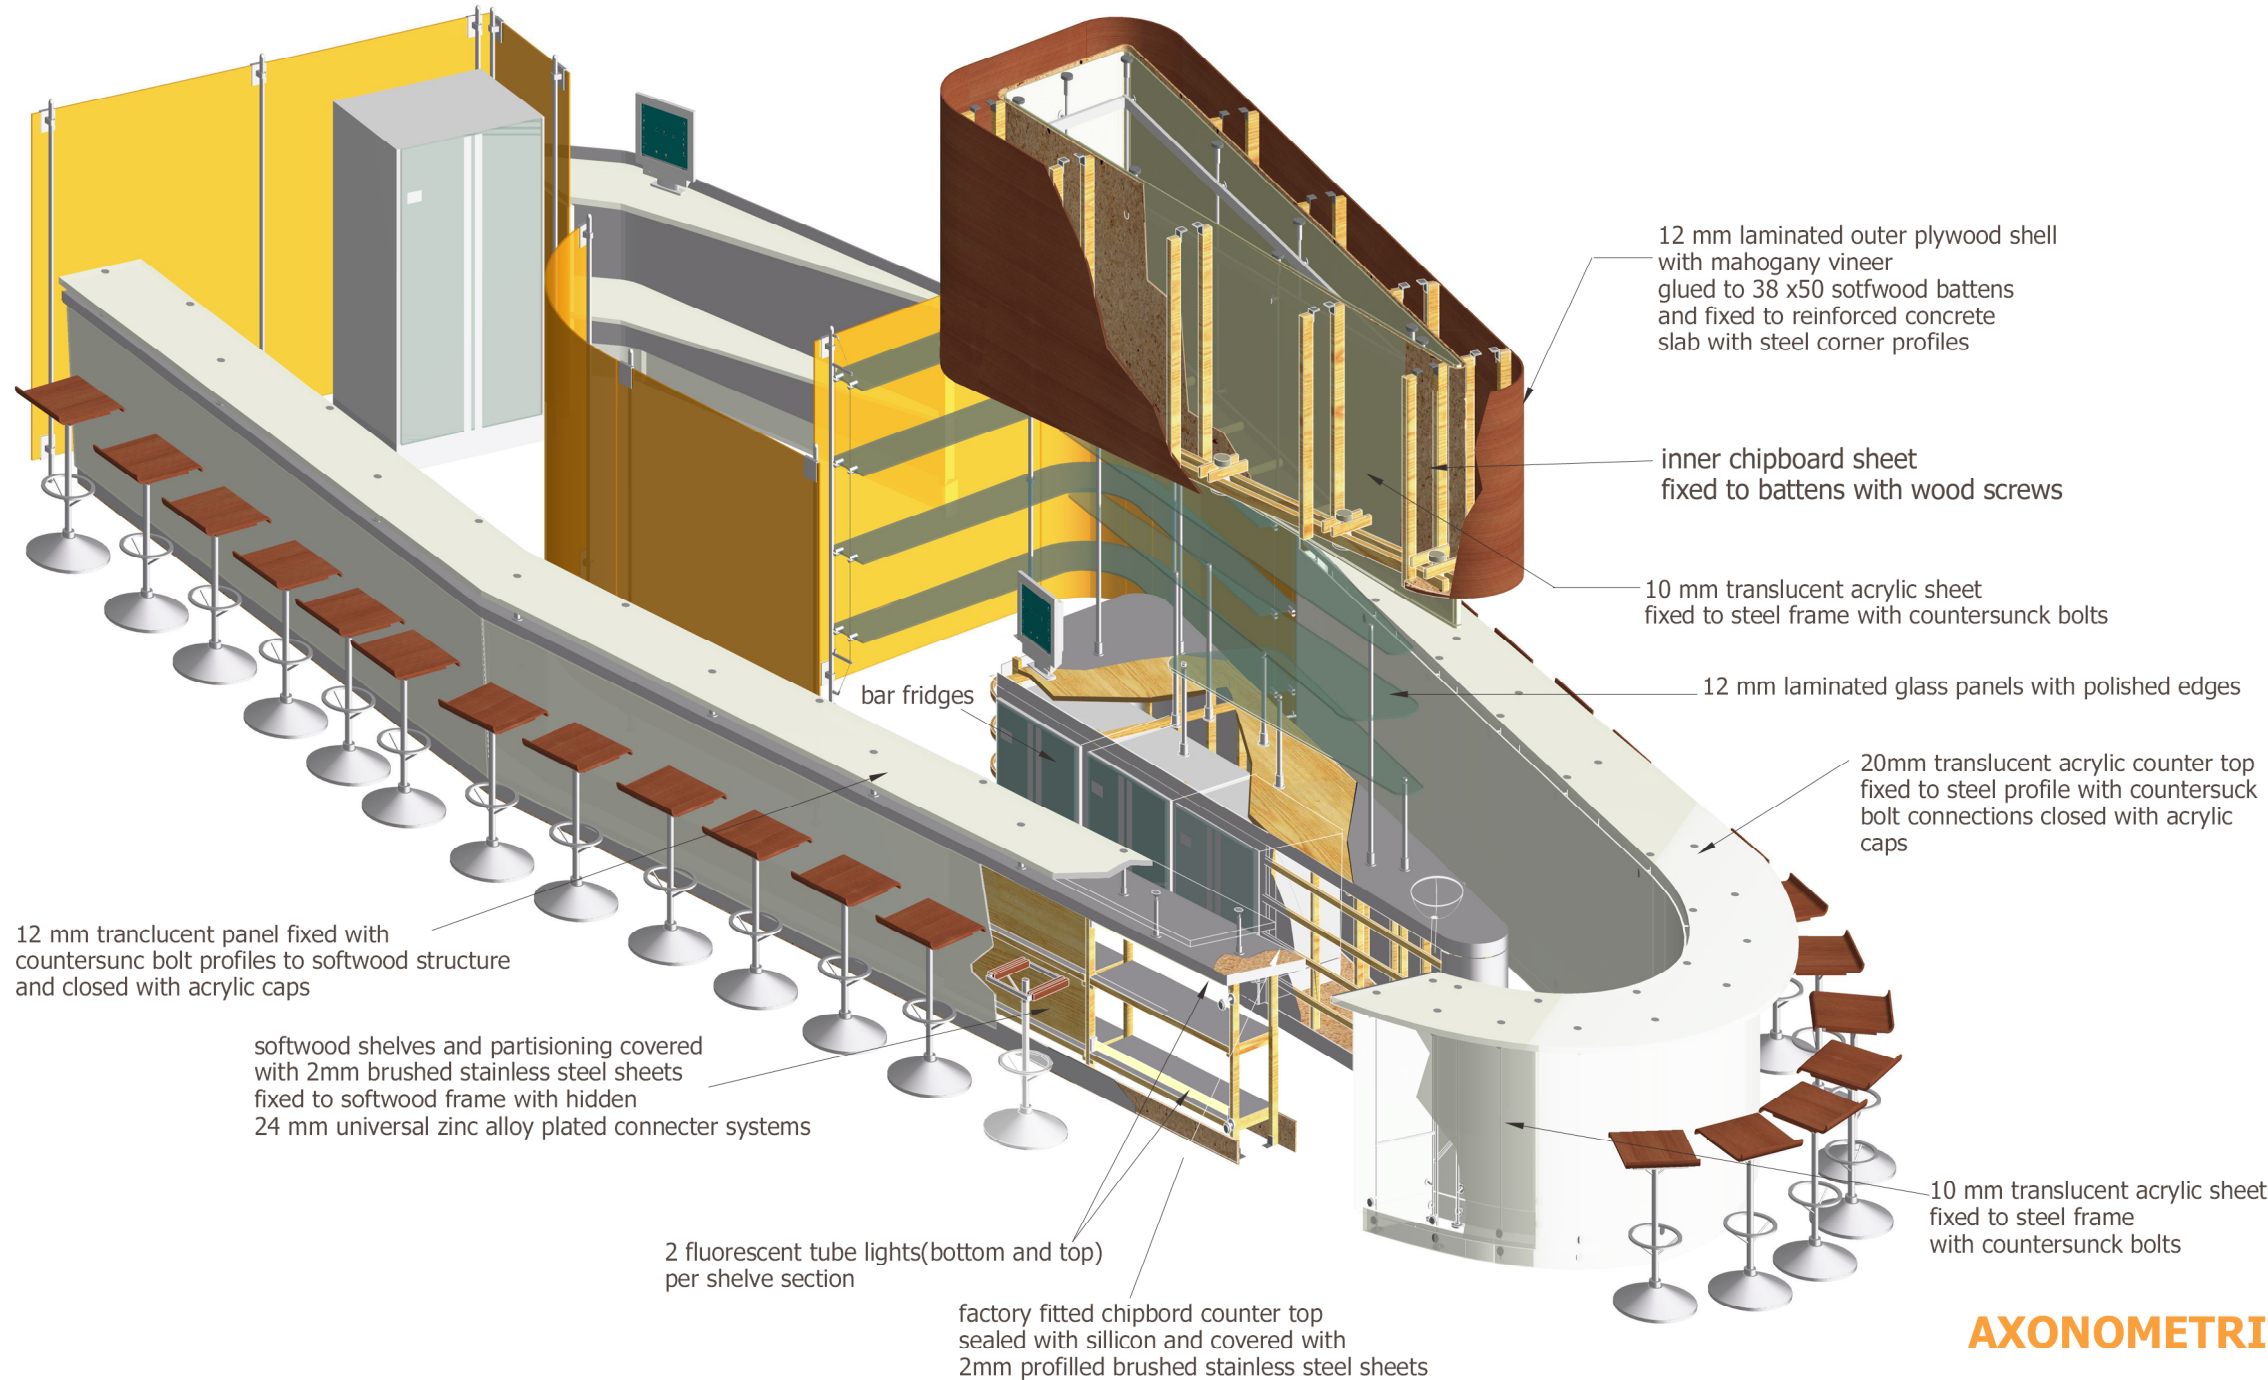 12 mm laminated outer plywood shell
with mahogany vineer
glued to 38 x50 sotfwood battens
and fixed to reinforced concrete
slab with steel corner profiles
inner chipboard sheet
fixed to battens with wood screws
10 mm translucent acrylic sheet
fixed to steel frame with countersunck bolts
12 mm laminated glass panels with polished edges
bar fridges
20mm translucent acrylic counter top
fixed to steel profile with countersuck
bolt connections closed with acrylic
caps
12 mm tranclucent panel fixed with
countersunc bolt profiles to softwood structure
and closed with acrylic caps
softwood shelves and partisioning covered
with 2mm brushed stainless steel sheets
fixed to softwood frame with hidden
24 mm universal zinc alloy plated connecter systems
10 mm translucent acrylic sheet
fixed to steel frame
with countersunck bolts
2 fluorescent tube lights(bottom and top)
per shelve section
factory fitted chipbord counter top
sealed with sillicon and covered with
2mm profilled brushed stainless steel sheets
AXONOMETRI